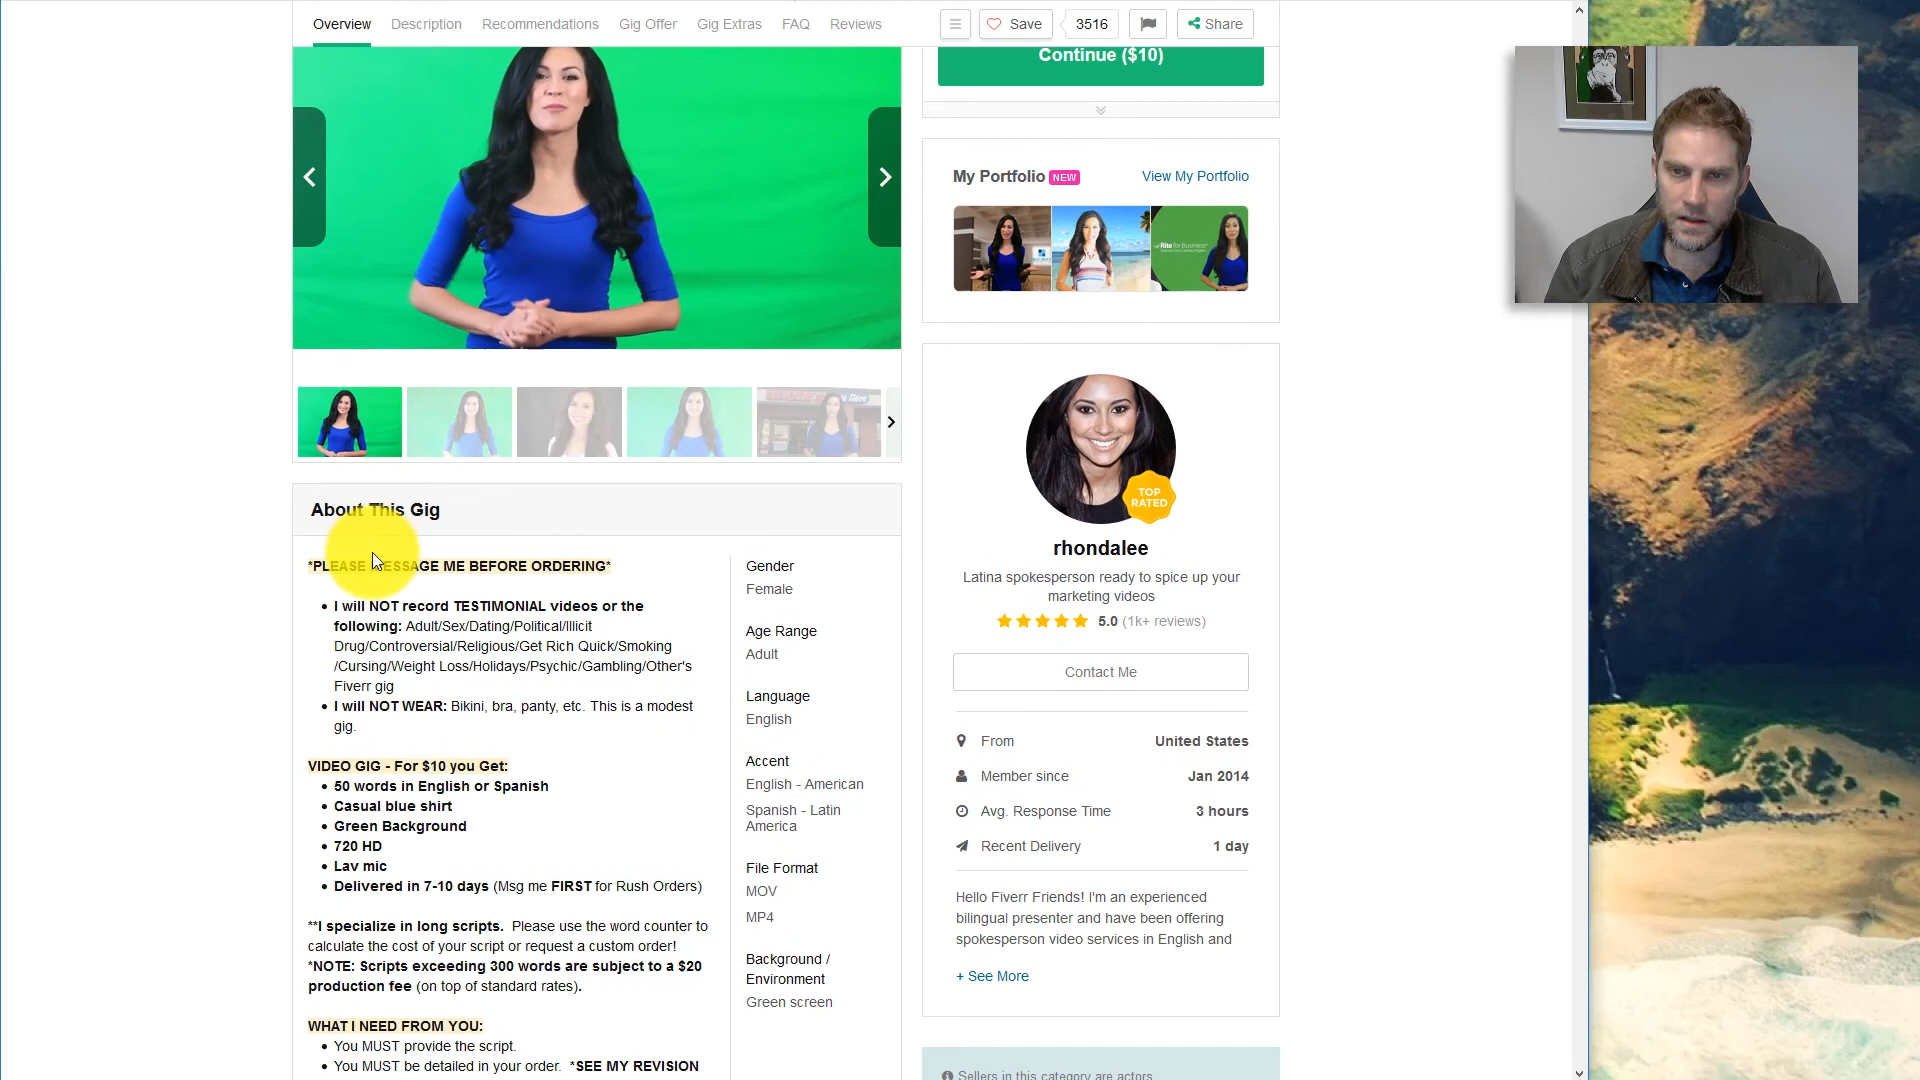 Overview
Description
Recommendations
Gig Offer
Gig Extras
FAQ
Reviews
Save
3516
Share
Continue ($10)
My Portfolio NEW
View My Portfolio
Rite for Business
About This Gig
*PLEASE MESSAGE ME BEFORE ORDERING*
I will NOT record TESTIMONIAL videos or the
following: Adult/Sex/Dating/Political/Illicit
Drug/Controversial/Religious/Get Rich Quick/Smoking
/Cursing/Weight Loss/Holidays/Psychic/Gambling/Other's
Fiverr gig
I will NOT WEAR: Bikini, bra, panty, etc. This is a modest
gig.
VIDEO GIG - For $10 you Get:
50 words in English or Spanish
Casual blue shirt
Green Background
720 HD
Lav mic
Delivered in 7-10 days (Msg me FIRST for Rush Orders)
**I specialize in long scripts. Please use the word counter to
calculate the cost of your script or request a custom order!
*NOTE: Scripts exceeding 300 words are subject to a $20
production fee (on top of standard rates).
WHAT I NEED FROM YOU:
You MUST provide the script.
You MUST be detailed in your order. *SEE MY REVISION
Gender
Female
Age Range
Adult
Language
English
Accent
English - American
Spanish - Latin
America
File Format
MOV
MP4
Background /
Environment
Green screen
TOP
RATED
rhondalee
Latina spokesperson ready to spice up your
marketing videos
5.0 (1k+ reviews)
Contact Me
From United States
Member since Jan 2014
Avg. Response Time 3 hours
Recent Delivery 1 day
Hello Fiverr Friends! I'm an experienced
bilingual presenter and have been offering
spokesperson video services in English and
+ See More
Sellers in this category are actors